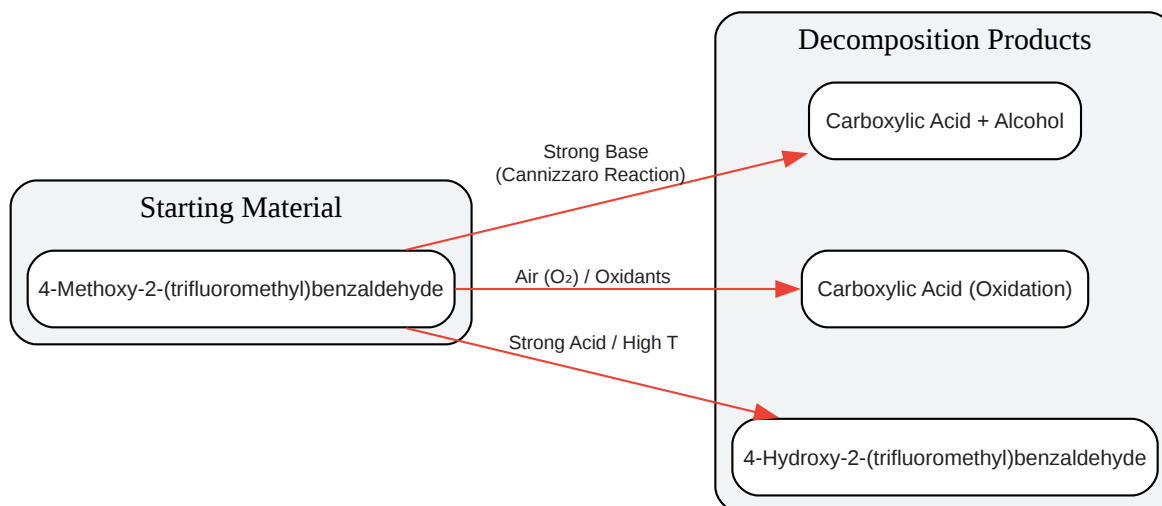 Decomposition Products
Carboxylic Acid + Alcohol
Strong Base
(Cannizzaro Reaction)
Starting Material
4-Methoxy-2-(trifluoromethyl)benzaldehyde
Air (O₂) / Oxidants
Carboxylic Acid (Oxidation)
Strong Acid / High T
4-Hydroxy-2-(trifluoromethyl)benzaldehyde